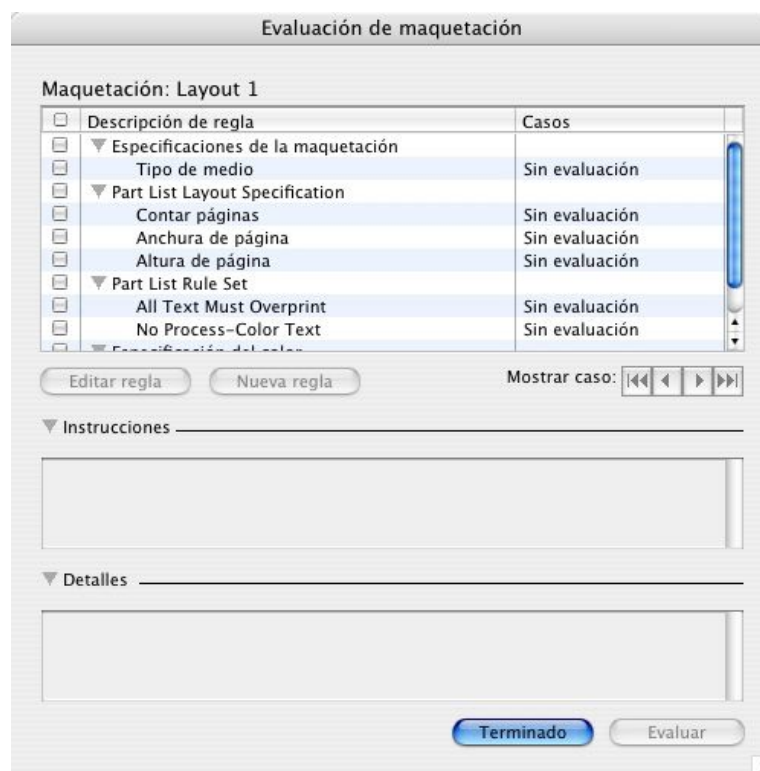 Evaluación de maquetación
Maquetación: Layout 1
Descripción de regla Casos
Especificaciones de la maquetación
Tipo de medio Sin evaluación
Part List Layout Specification
Contar páginas Sin evaluación
Anchura de página Sin evaluación
Altura de página Sin evaluación
Part List Rule Set
All Text Must Overprint Sin evaluación
No Process-Color Text Sin evaluación
Especificación del color
Editar regla Nueva regla Mostrar caso:
Instrucciones
Detalles
Terminado Evaluar